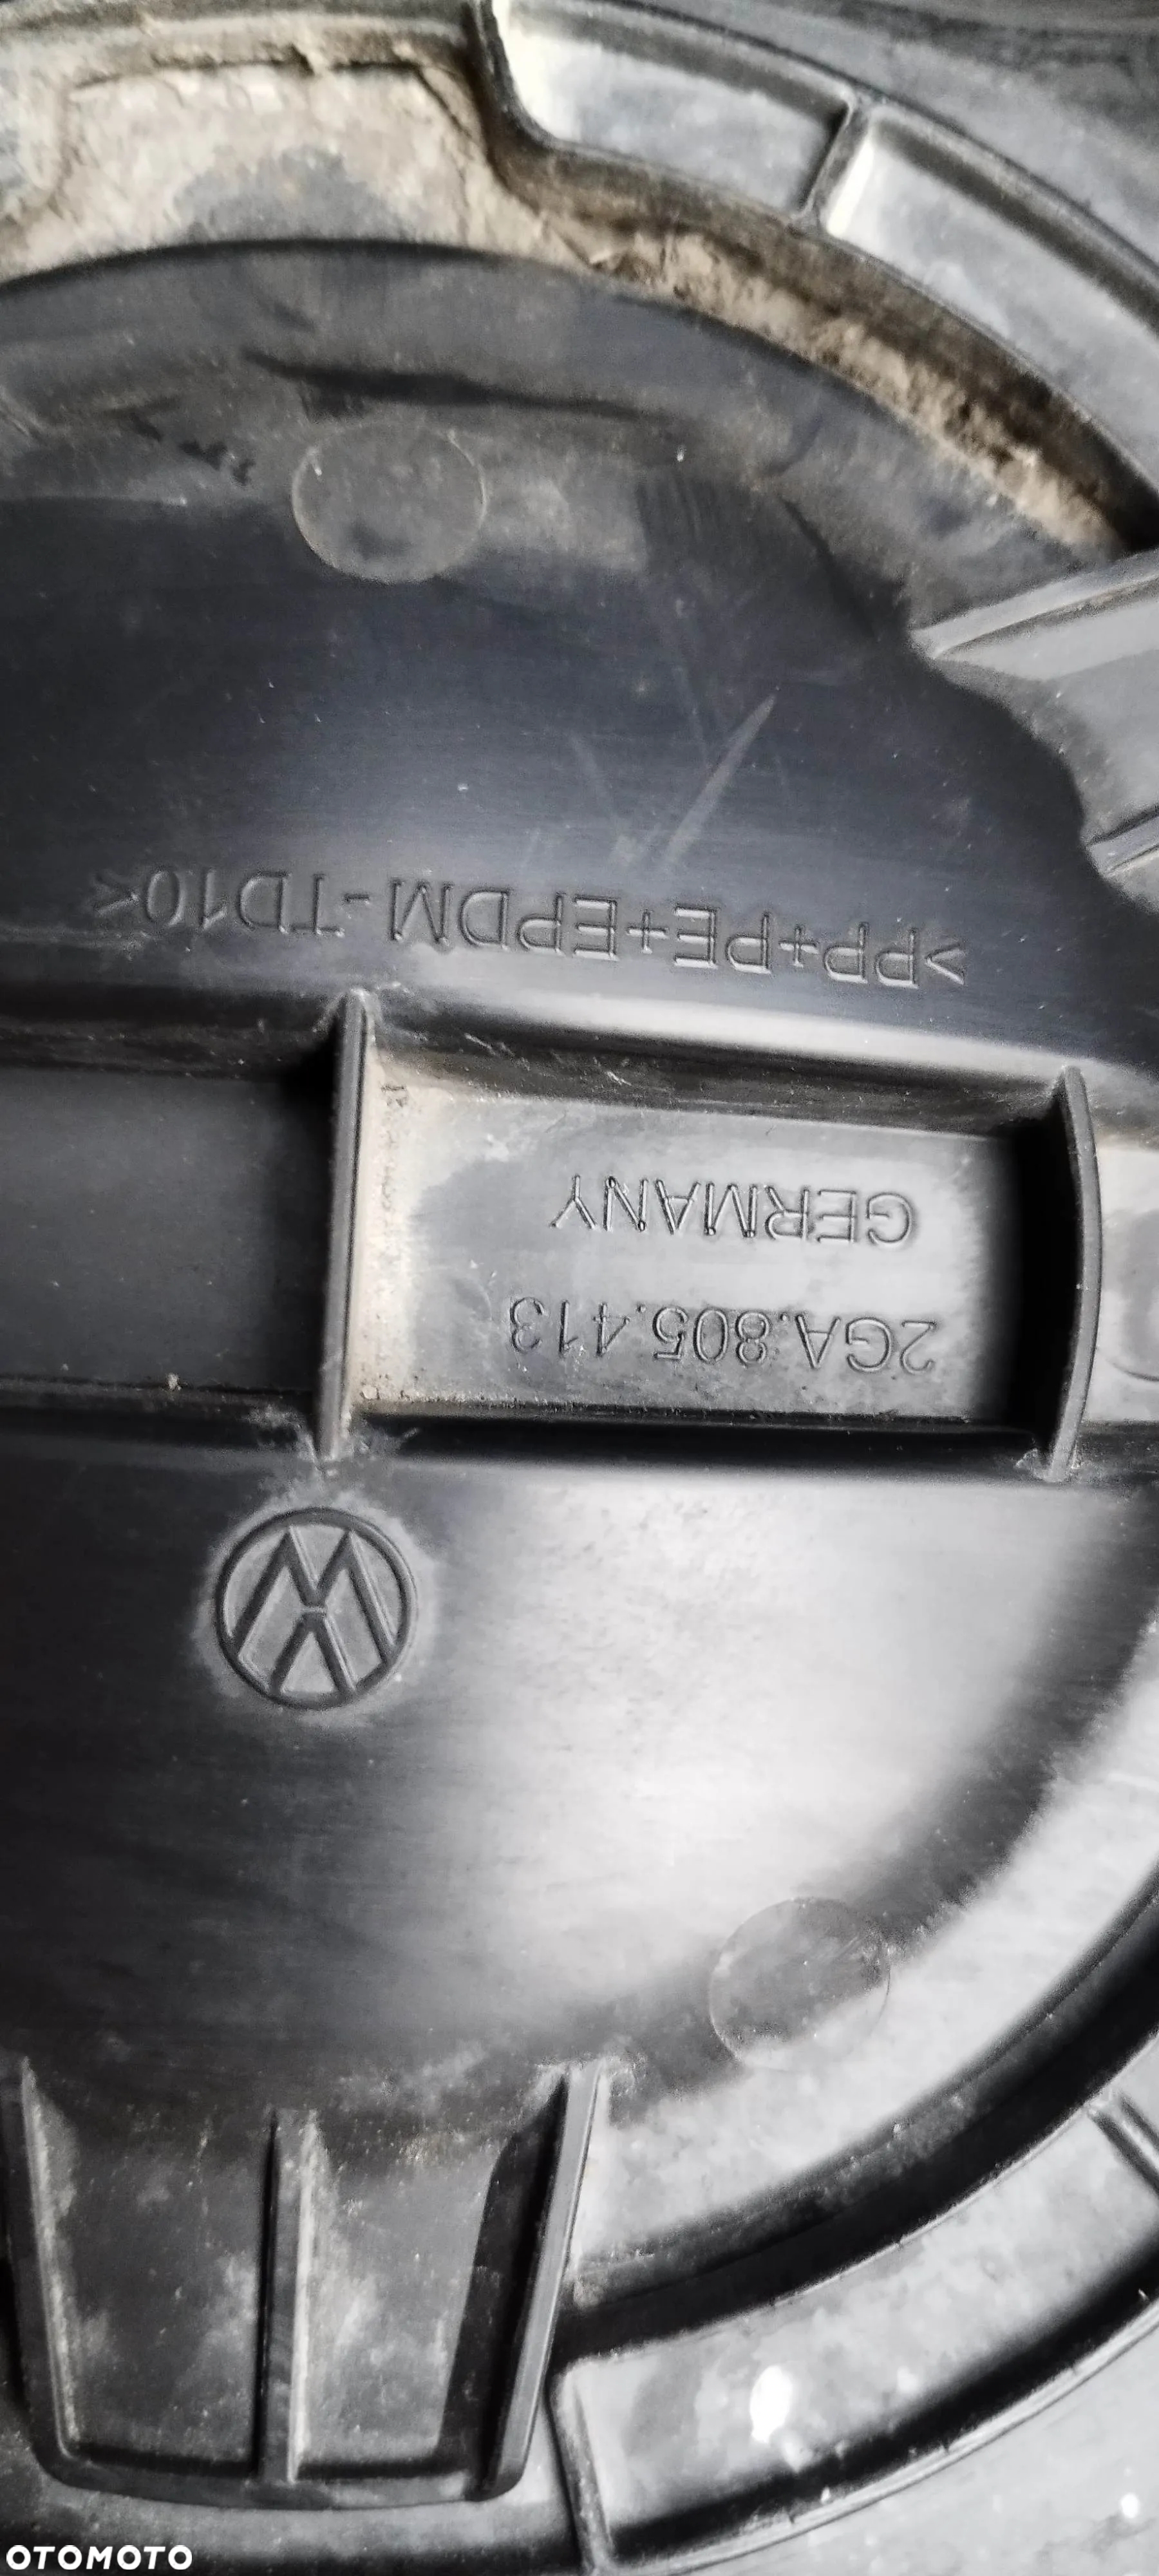 >PP+PE+EPDM-TD10<
GERMANY
2GA.805.413
OTOMOTO